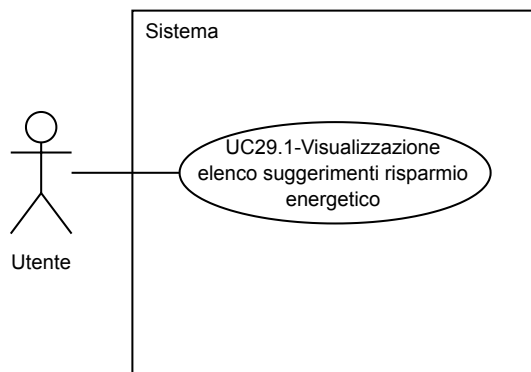 Sistema
UC29.1-Visualizzazione
elenco suggerimenti risparmio
energetico
Utente